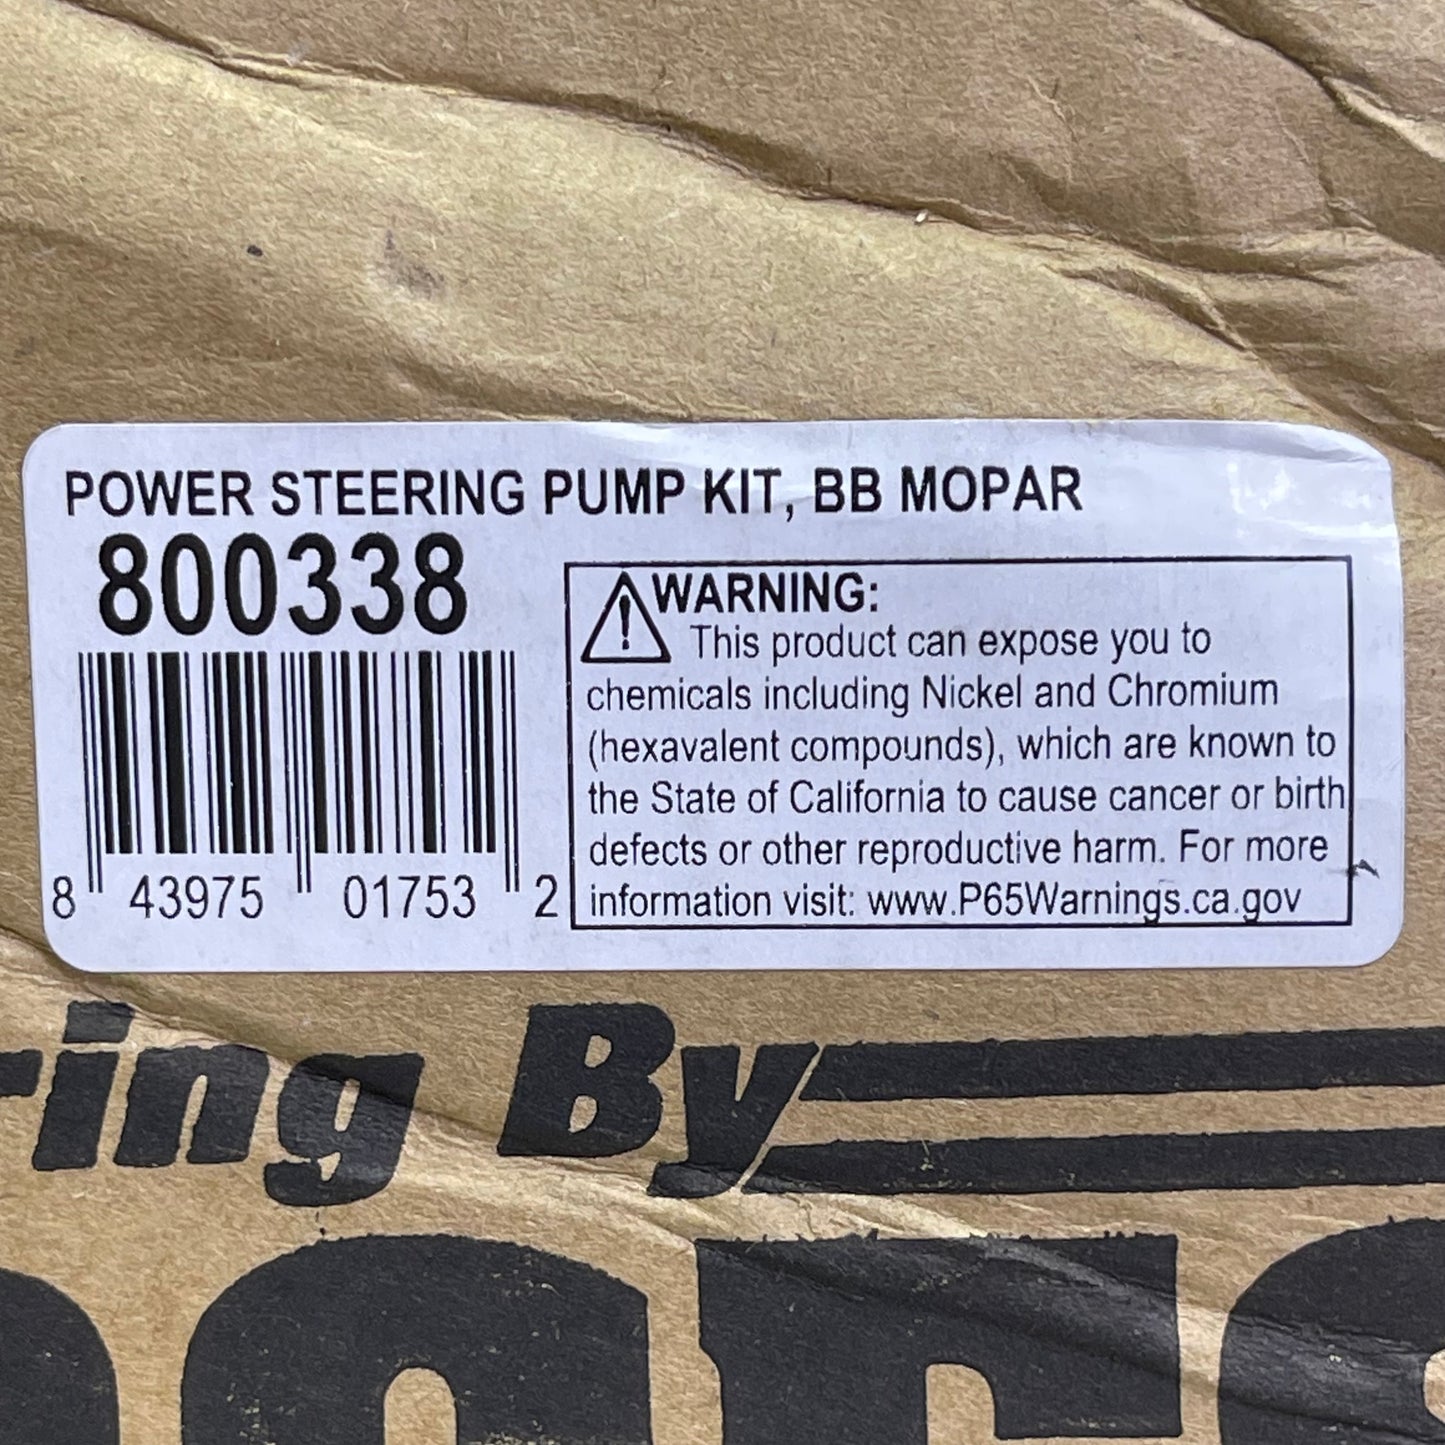 POWER STEERING PUMP KIT, BB MOPAR
800338
WARNING:
This product can expose you to
chemicals including Nickel and Chromium
(hexavalent compounds), which are known to
the State of California to cause cancer or birth
defects or other reproductive harm. For more
information visit: www.P65Warnings.ca.gov
8 43975 01753 2
ring By